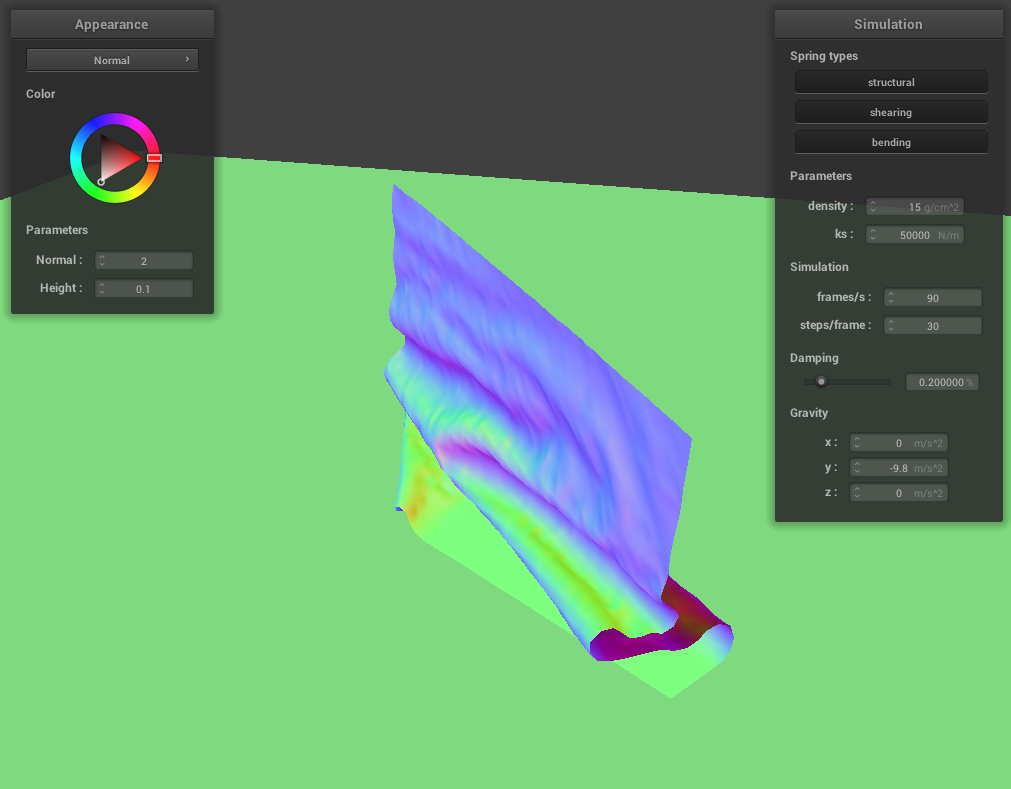 Appearance
Normal
Color
Parameters
Normal : 2
Height : 0.1
Simulation
Spring types
structural
shearing
bending
Parameters
density : 15 g/cm^2
ks : 50000 N/m
Simulation
frames/s : 90
steps/frame : 30
Damping
0.200000 %
Gravity
x : 0 m/s^2
y : -9.8 m/s^2
z : 0 m/s^2